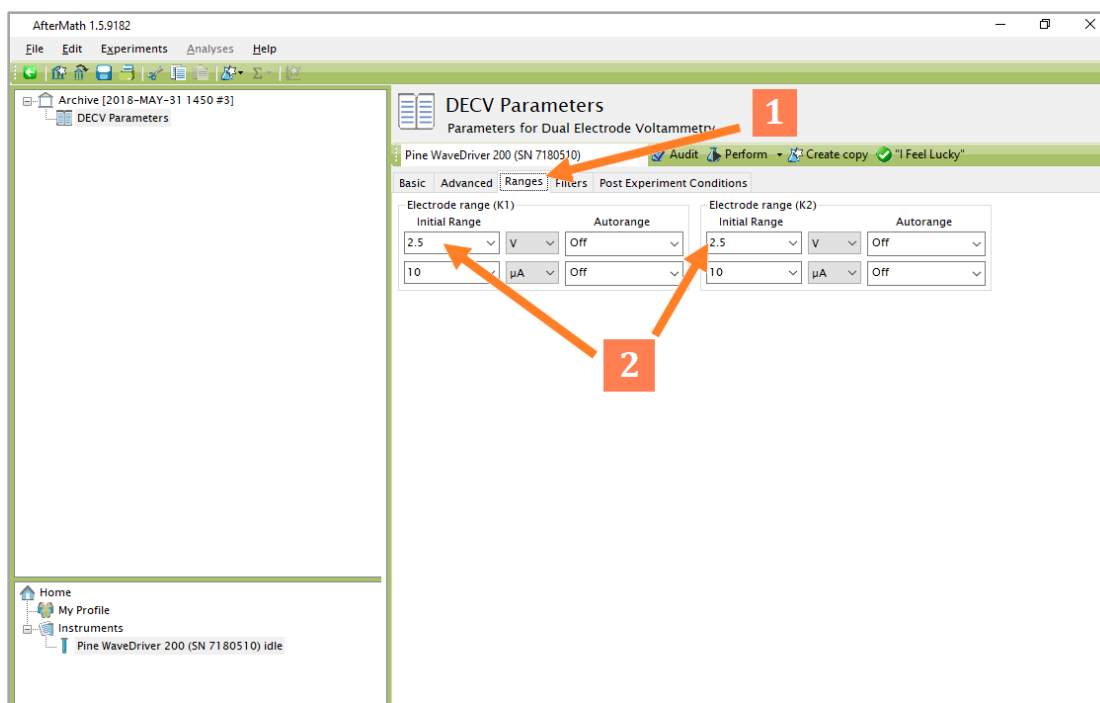 AfterMath 1.5.9182
File Edit Experiments Analyses Help
Archive [2018-MAY-31 1450 #3]
DECV Parameters
Home
My Profile
Instruments
Pine WaveDriver 200 (SN 7180510) idle
DECV Parameters
Parameters for Dual Electrode Voltammetry
1
Pine WaveDriver 200 (SN 7180510) Audit Perform Create copy "I Feel Lucky"
Basic Advanced Ranges Filters Post Experiment Conditions
Electrode range (K1)
Initial Range Autorange
2.5 V Off
10 µA Off
Electrode range (K2)
Initial Range Autorange
2.5 V Off
10 µA Off
2